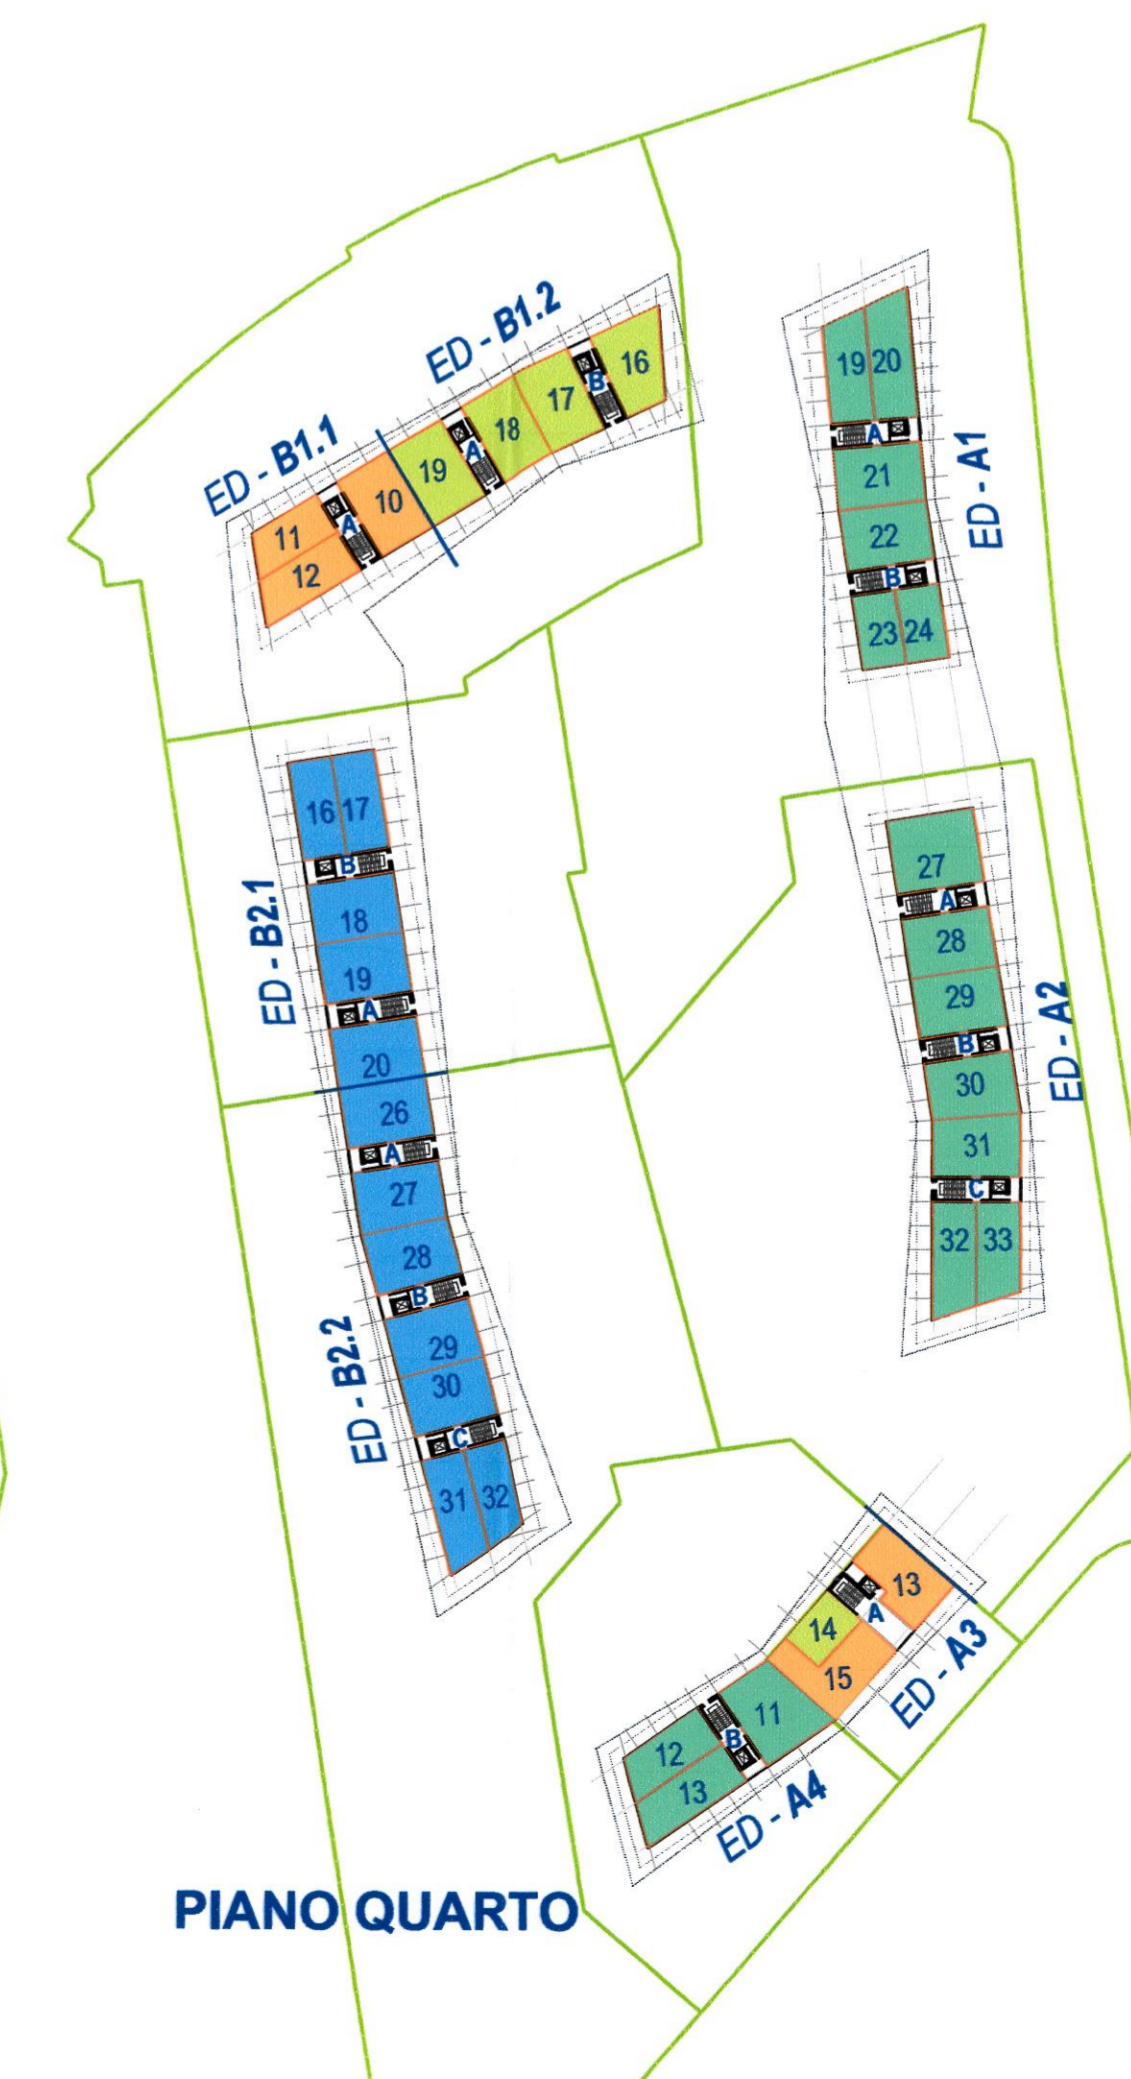 ED - B1.2
16
B
17
18
A
19
ED - B1.1
10
A
11
12
19 20
A
21
ED - A1
22
B
23 24
16 17
B
18
ED - B2.1
19
A
20
26
A
27
28
B
ED - B2.2
29
30
C
31 32
27
A
28
29
ED - A2
B
30
31
C
32 33
13
A
14
15
ED - A3
11
B
12
13
ED - A4
PIANO QUARTO